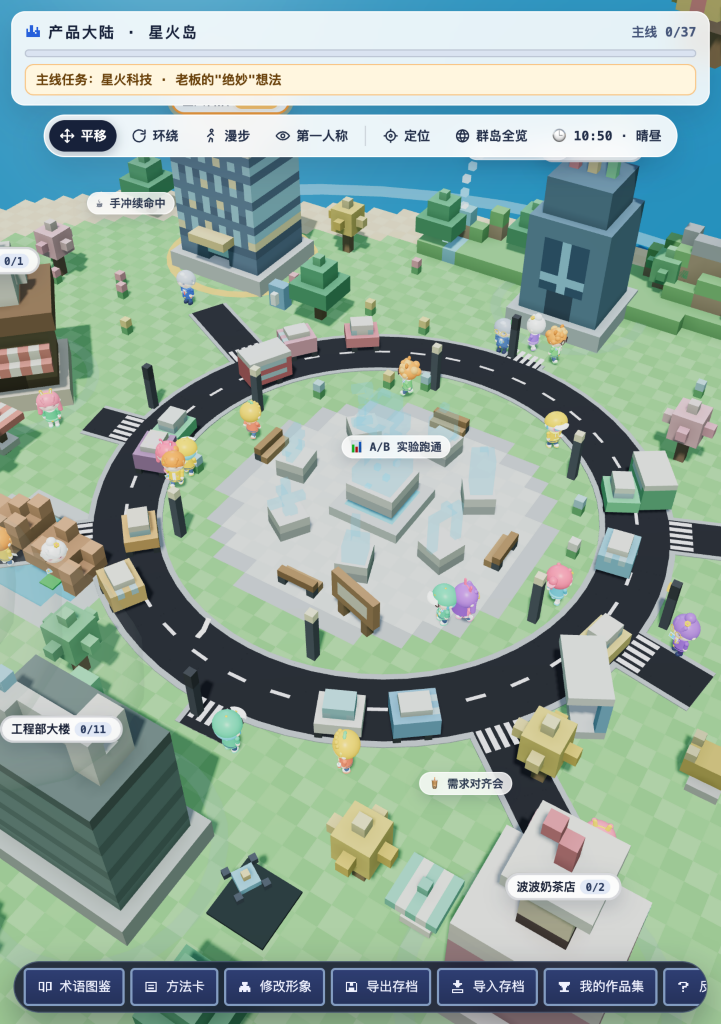 产品大陆 · 星火岛
主线 0/37
主线任务：星火科技 · 老板的"绝妙"想法
平移
环绕
漫步
第一人称
定位
群岛全览
10:50 · 晴昼
手冲续命中
0/1
A/B 实验跑通
工程部大楼 0/11
需求对齐会
波波奶茶店 0/2
术语图鉴
方法卡
修改形象
导出存档
导入存档
我的作品集
?